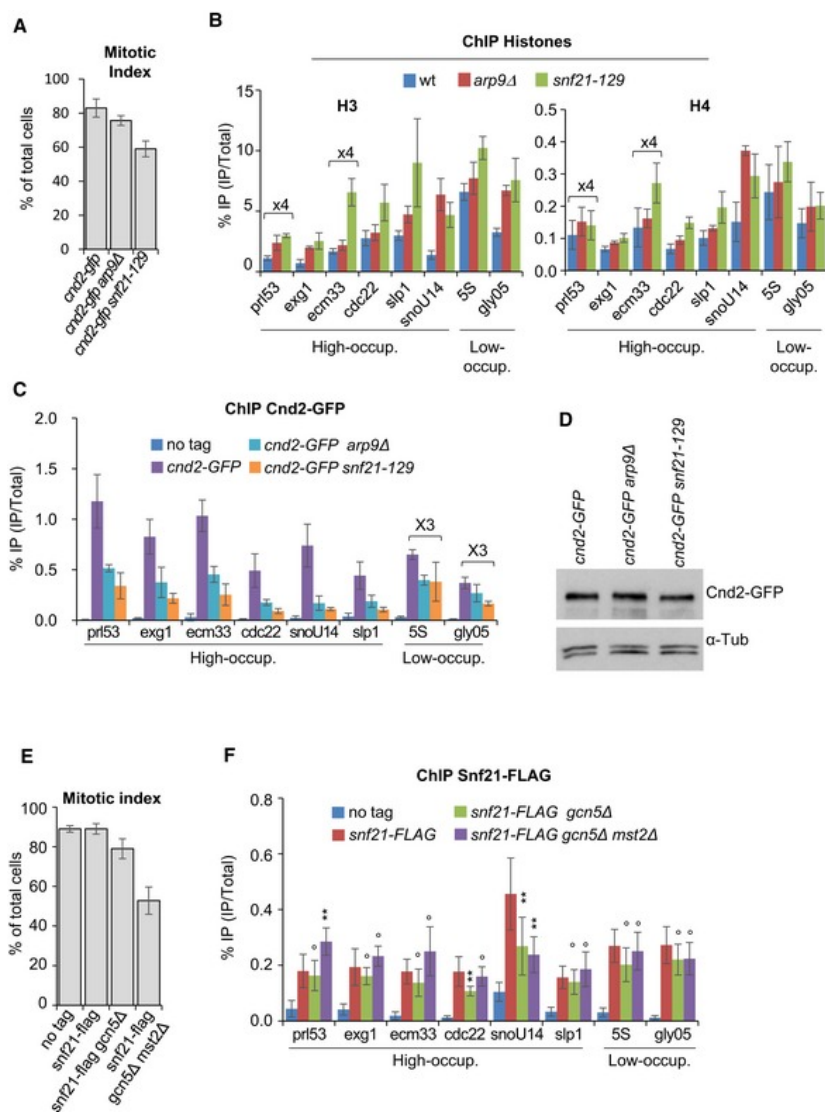 A
Mitotic
Index
% of total cells
100
80
60
40
20
0
cnd2-gfp
cnd2-gfp arp9Δ
cnd2-gfp snf21-129
B
ChIP Histones
wt arp9Δ snf21-129
H3
% IP (IP/Total)
15
10
5
0
x4
x4
prl53 exg1 ecm33 cdc22 slp1 snoU14 5S gly05
High-occup.
Low-
occup.
H4
0.5
0.4
0.3
0.2
0.1
0.0
x4
x4
prl53 exg1 ecm33 cdc22 slp1 snoU14 5S gly05
High-occup.
Low-
occup.
C
ChIP Cnd2-GFP
no tag cnd2-GFP arp9Δ
cnd2-GFP cnd2-GFP snf21-129
% IP (IP/Total)
2.0
1.5
1.0
0.5
0.0
X3
X3
prl53 exg1 ecm33 cdc22 snoU14 slp1 5S gly05
High-occup. Low-occup.
D
cnd2-GFP
cnd2-GFP arp9Δ
cnd2-GFP snf21-129
Cnd2-GFP
α-Tub
E
Mitotic index
% of total cells
100
80
60
40
20
0
no tag
snf21-flag
snf21-flag gcn5Δ
snf21-flag
gcn5Δ mst2Δ
F
ChIP Snf21-FLAG
no tag snf21-FLAG gcn5Δ
snf21-FLAG snf21-FLAG gcn5Δ mst2Δ
% IP (IP/Total)
0.8
0.6
0.4
0.2
0.0
° ** ° ° ° ° ** ° ** ** ° ° ° ° ° °
prl53 exg1 ecm33 cdc22 snoU14 slp1 5S gly05
High-occup. Low-occup.